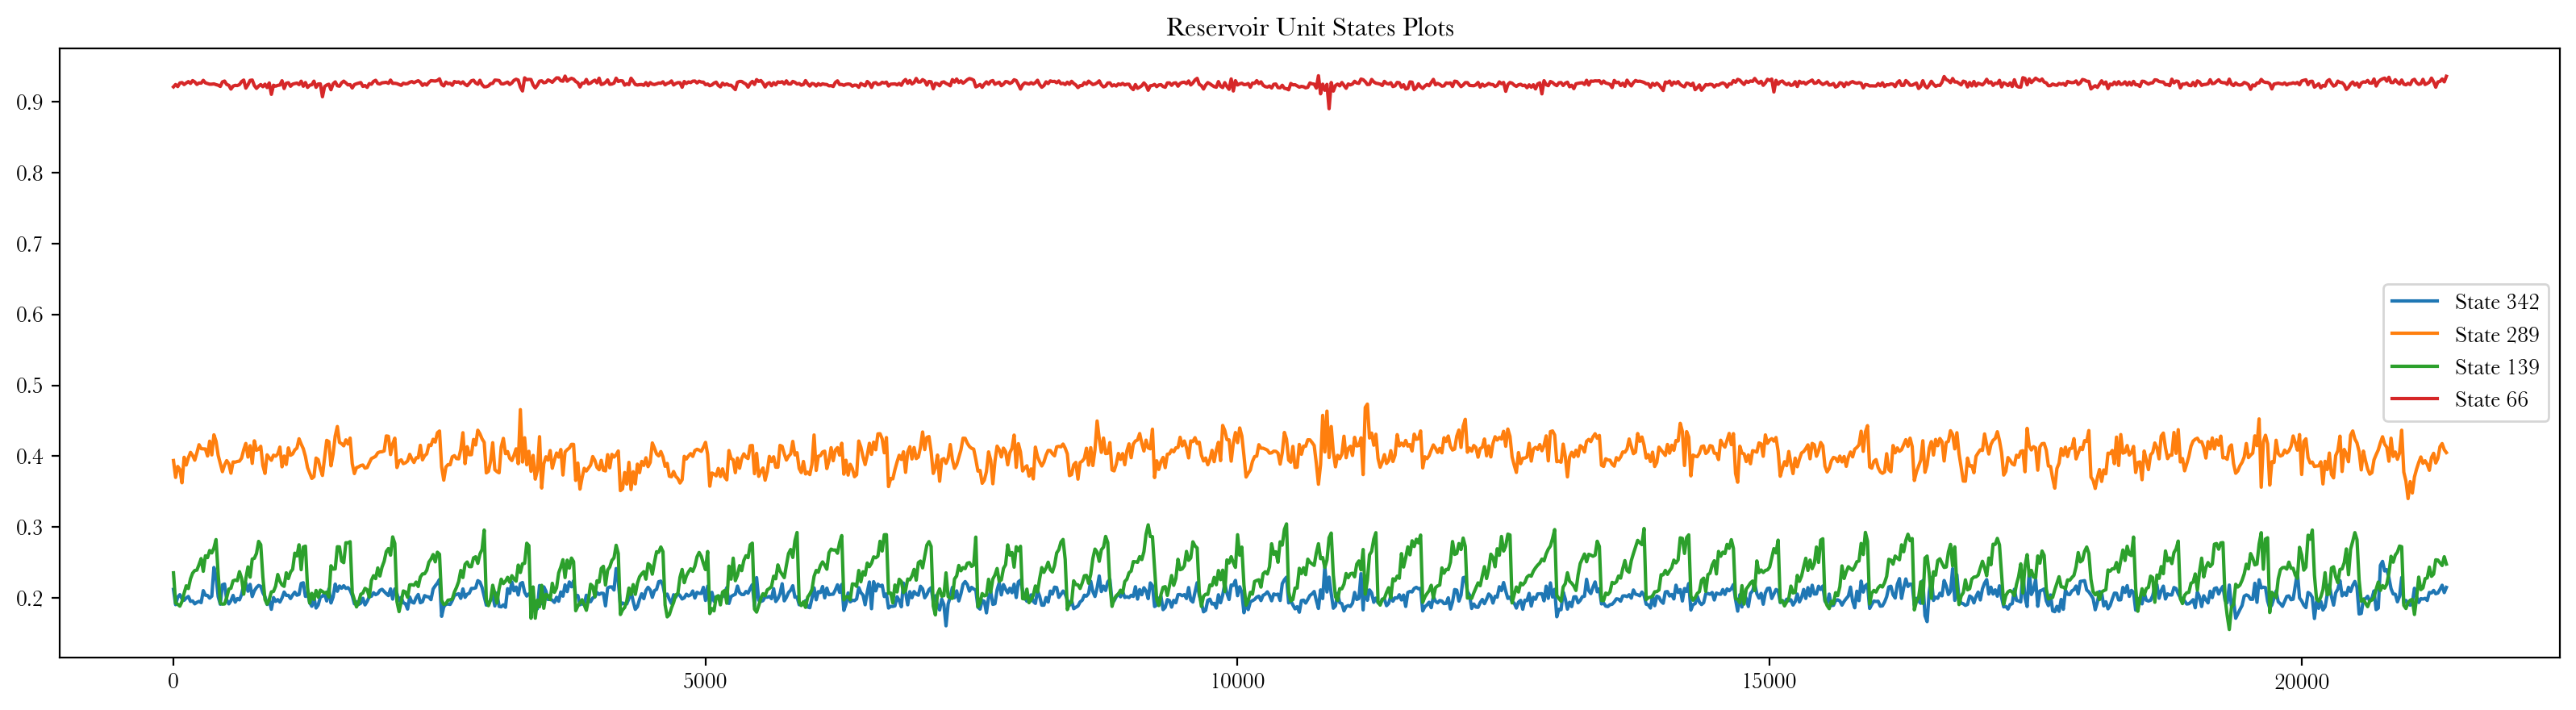 Reservoir Unit States Plots
0.9
0.8
0.7
0.6
0.5
0.4
0.3
0.2
State 342
State 289
State 139
State 66
0 5000 10000 15000 20000